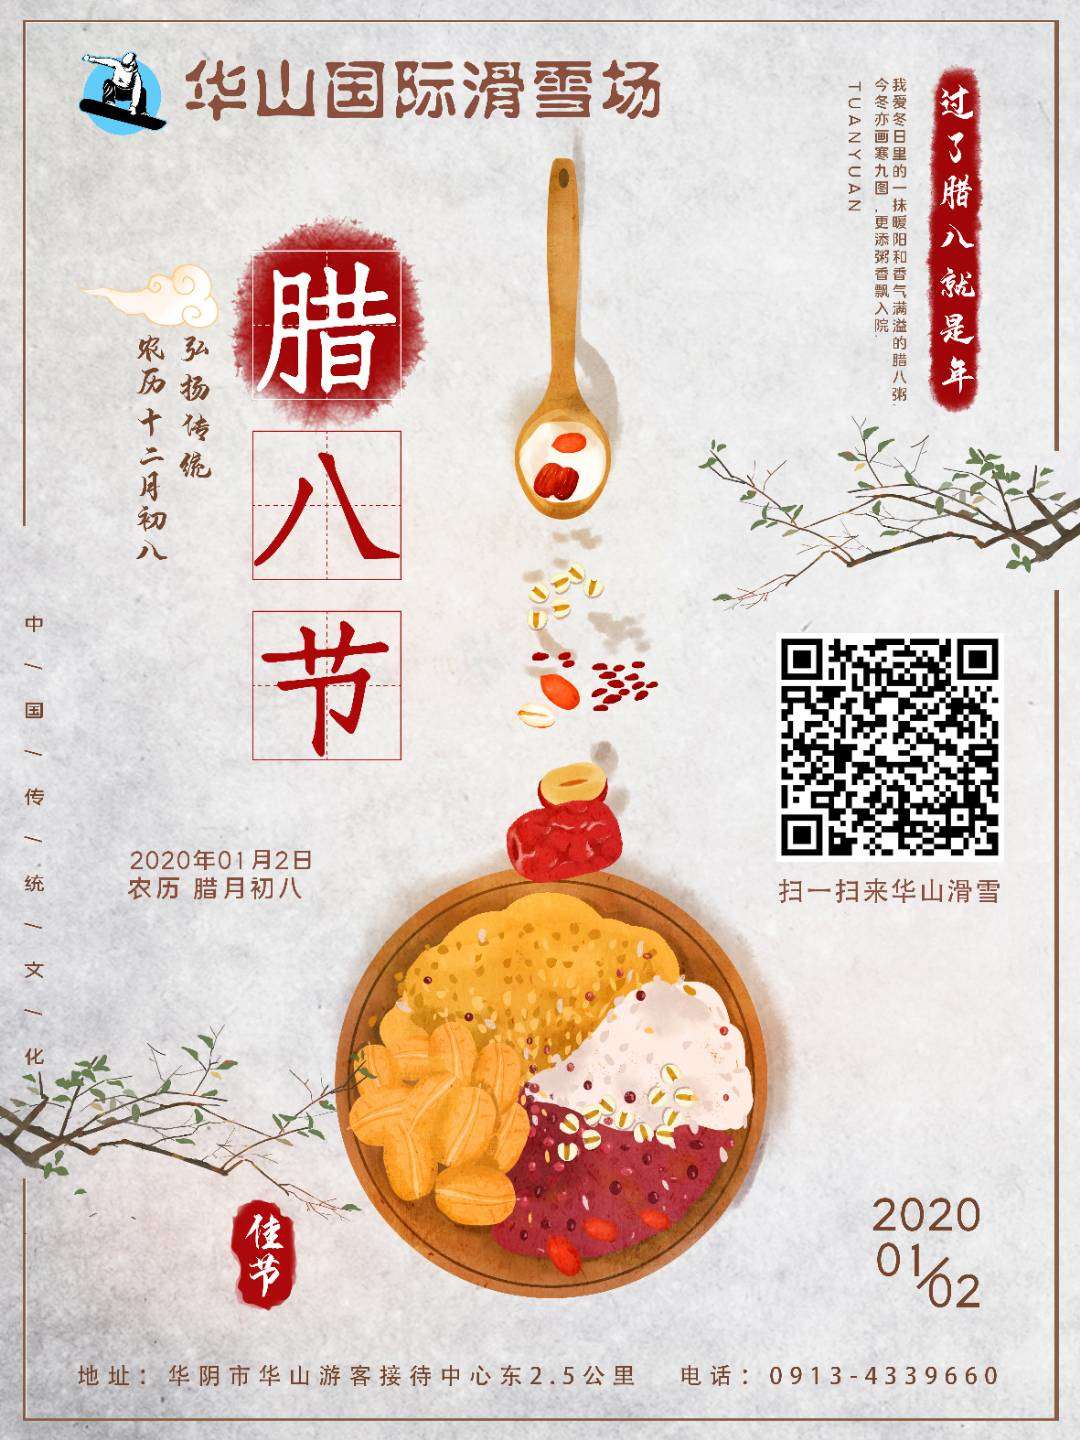 华山国际滑雪场
过了腊八就是年
我爱冬日里的一抹暖阳和香气满溢的腊八粥,
今冬亦画寒九图,更添粥香飘入院.
TUANYUAN
腊八节
弘扬传统
农历十二月初八
中/国/传/统/文/化
2020年01月2日
农历 腊月初八
扫一扫来华山滑雪
佳节
2020
01/02
地址：华阴市华山游客接待中心东2.5公里 电话：0913-4339660